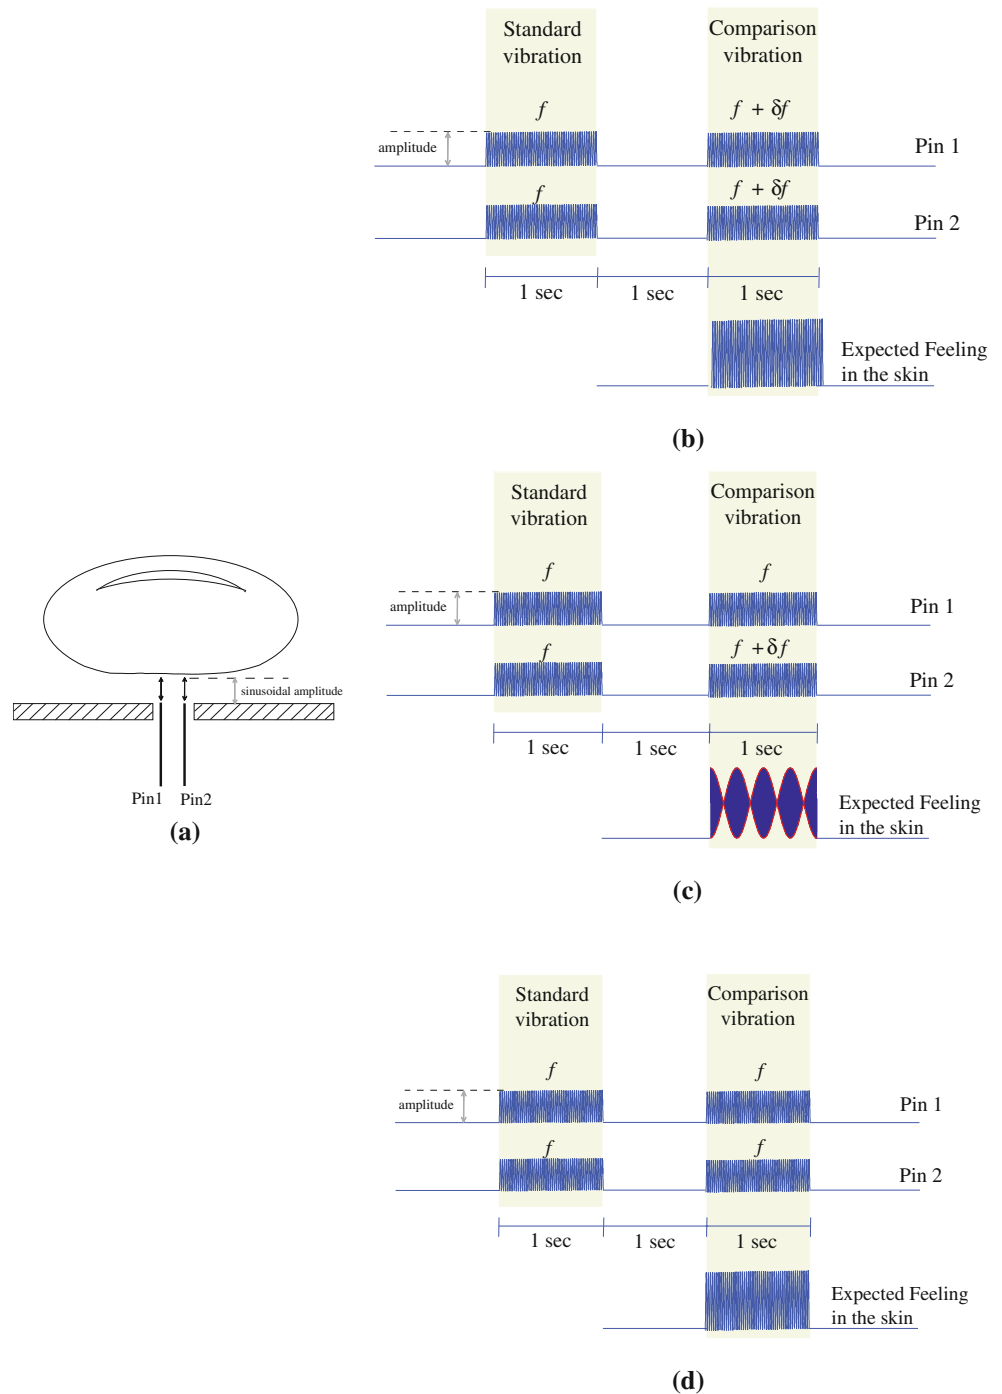 Standard
vibration
Comparison
vibration
f
f + δf
amplitude
Pin 1
f
f + δf
Pin 2
1 sec
1 sec
1 sec
Expected Feeling
in the skin
(b)
Standard
vibration
Comparison
vibration
f
f
amplitude
Pin 1
f
f + δf
Pin 2
1 sec
1 sec
1 sec
Expected Feeling
in the skin
(c)
sinusoidal amplitude
Pin1
Pin2
(a)
Standard
vibration
Comparison
vibration
f
f
amplitude
Pin 1
f
f
Pin 2
1 sec
1 sec
1 sec
Expected Feeling
in the skin
(d)